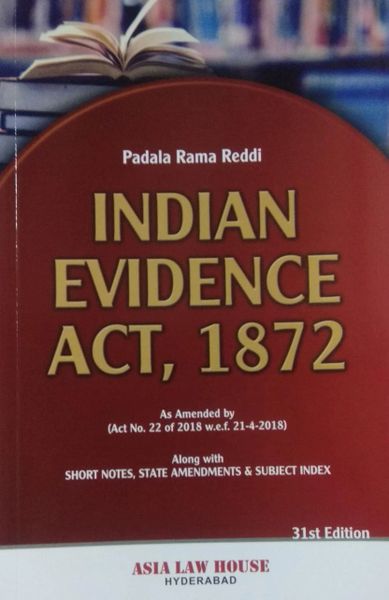 Padala Rama Reddi
INDIAN
EVIDENCE
ACT, 1872
As Amended by
(Act No. 22 of 2018 w.e.f. 21-4-2018)
Along with
SHORT NOTES, STATE AMENDMENTS & SUBJECT INDEX
31st Edition
ASIA LAW HOUSE
HYDERABAD